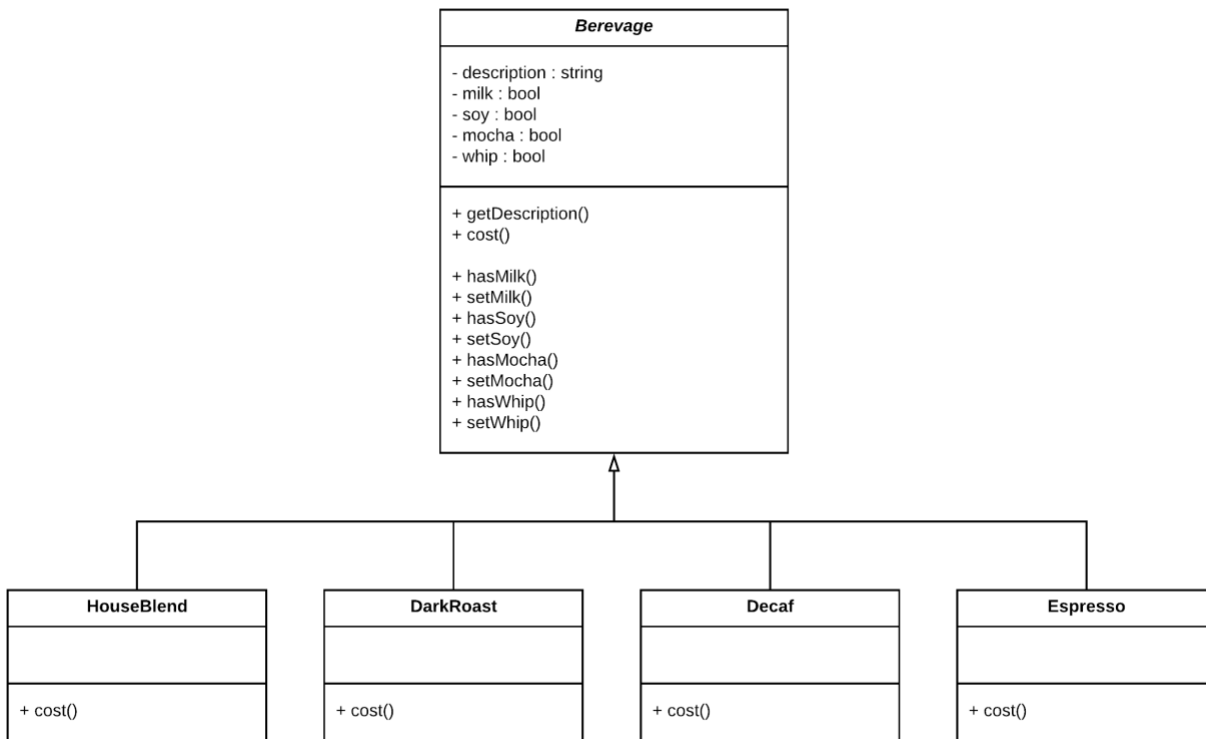 Berevage
- description : string
- milk : bool
- soy : bool
- mocha : bool
- whip : bool
+ getDescription()
+ cost()
+ hasMilk()
+ setMilk()
+ hasSoy()
+ setSoy()
+ hasMocha()
+ setMocha()
+ hasWhip()
+ setWhip()
HouseBlend
+ cost()
DarkRoast
+ cost()
Decaf
+ cost()
Espresso
+ cost()